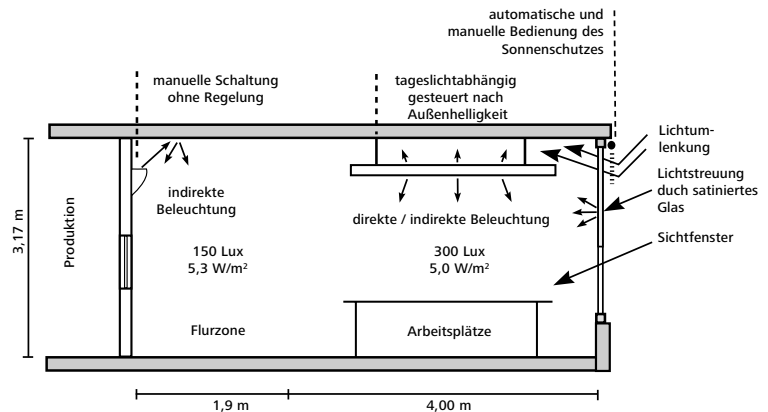 automatische und
manuelle Bedienung des
Sonnenschutzes
manuelle Schaltung
ohne Regelung
tageslichtabhängig
gesteuert nach
Außenhelligkeit
Lichtum-
lenkung
Lichtstreuung
duch satiniertes
Glas
indirekte
Beleuchtung
direkte / indirekte Beleuchtung
Sichtfenster
3,17 m
Produktion
150 Lux
5,3 W/m²
300 Lux
5,0 W/m²
Flurzone
Arbeitsplätze
1,9 m
4,00 m